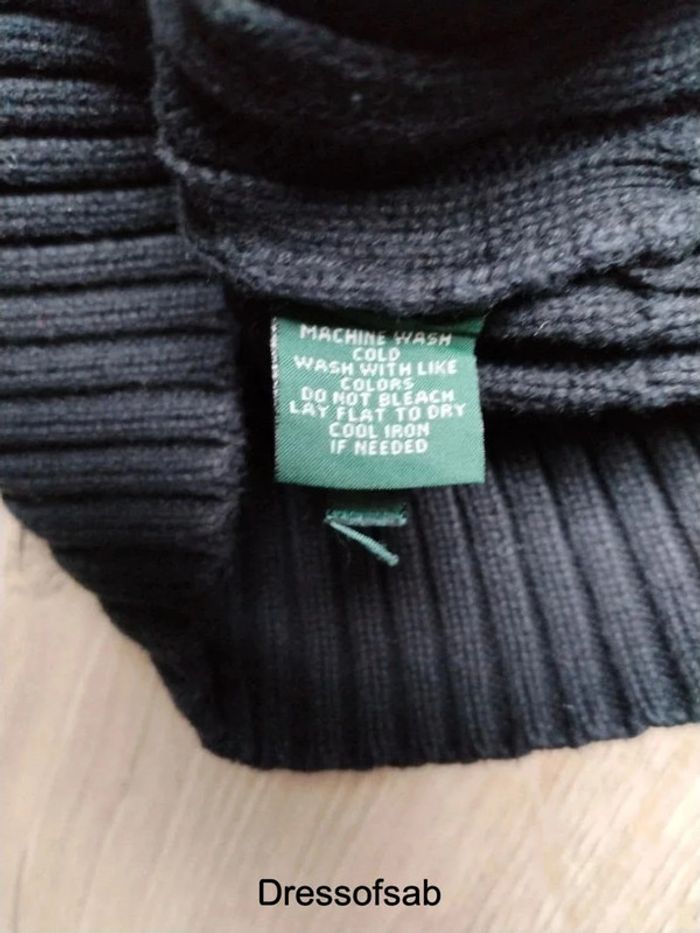 MACHINE WASH
COLD
WASH WITH LIKE
COLORS
DO NOT BLEACH
LAY FLAT TO DRY
COOL IRON
IF NEEDED
Dressofsab